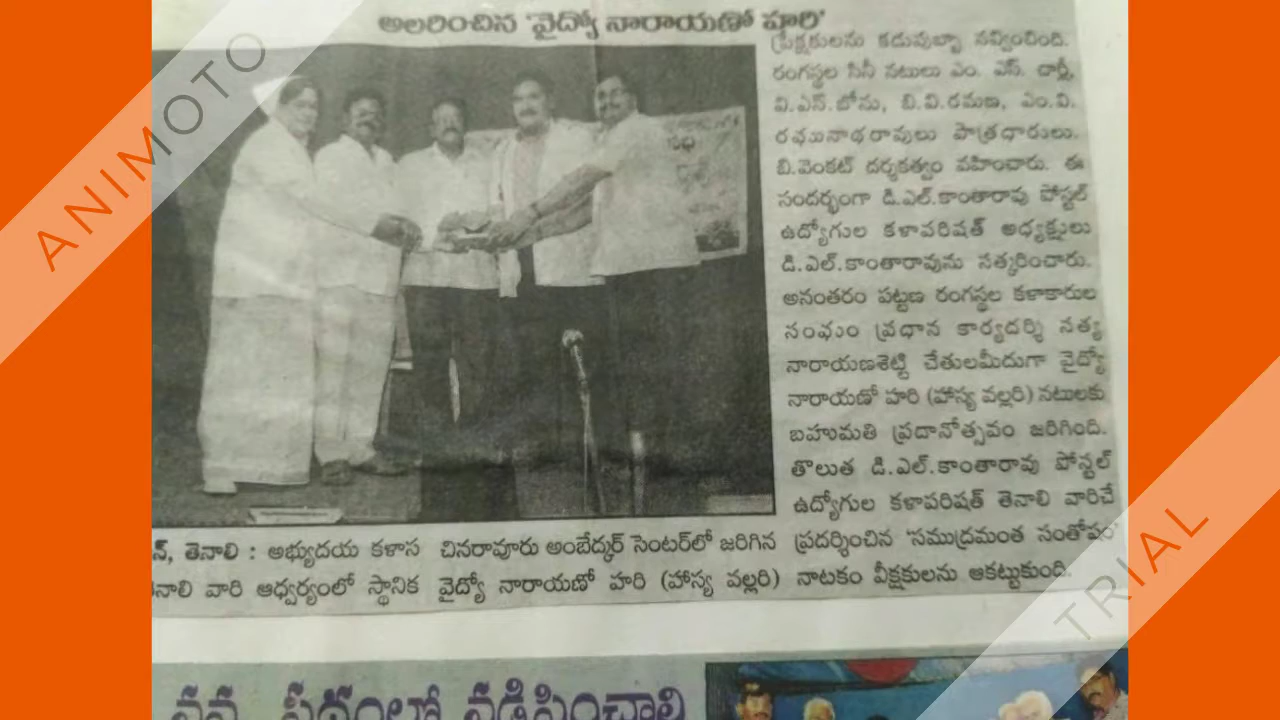 అలరించిన 'వైద్యో నారాయణో హరి'
న్, తెనాలి : అభ్యుదయ కళాస
నాలి వారి ఆధ్వర్యంలో స్థానిక
చినరావూరు అంబేద్కర్ సెంటర్‌లో జరిగిన
వైద్యో నారాయణో హరి (హాస్య వల్లరి)
ప్రేక్షకులను కడుపుబ్బా నవ్వించింది.
రంగస్థల సినీ నటులు ఎం. ఎస్. చార్లీ,
వి.ఎస్.బోసు, బి.వి.రమణ, ఎం.వి.
రఘునాథరావులు పాత్రధారులు.
బి.వెంకట్ దర్శకత్వం వహించారు. ఈ
సందర్భంగా డి.ఎల్.కాంతారావు పోస్టల్
ఉద్యోగుల కళాపరిషత్ అధ్యక్షులు
డి.ఎల్.కాంతారావును సత్కరించారు.
అనంతరం పట్టణ రంగస్థల కళాకారుల
సంఘం ప్రధాన కార్యదర్శి సత్య
నారాయణశెట్టి చేతులమీదుగా వైద్యో
నారాయణో హరి (హాస్య వల్లరి) నటులకు
బహుమతి ప్రదానోత్సవం జరిగింది.
తొలుత డి.ఎల్.కాంతారావు పోస్టల్
ఉద్యోగుల కళాపరిషత్ తెనాలి వారిచే
ప్రదర్శించిన 'సముద్రమంత సంతోషం'
నాటకం వీక్షకులను ఆకట్టుకుంది.
ANIMOTO
TRIAL